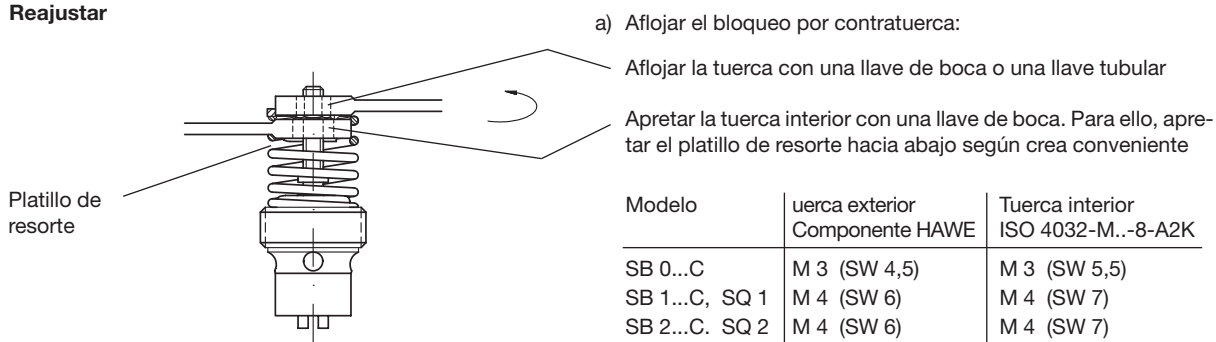 Reajustar
a) Aflojar el bloqueo por contratuerca:
Aflojar la tuerca con una llave de boca o una llave tubular
Apretar la tuerca interior con una llave de boca. Para ello, apre-
tar el platillo de resorte hacia abajo según crea conveniente
Platillo de
resorte
Modelo uerca exterior Tuerca interior
Componente HAWE ISO 4032-M..-8-A2K
SB 0...C M 3 (SW 4,5) M 3 (SW 5,5)
SB 1...C, SQ 1 M 4 (SW 6) M 4 (SW 7)
SB 2...C. SQ 2 M 4 (SW 6) M 4 (SW 7)